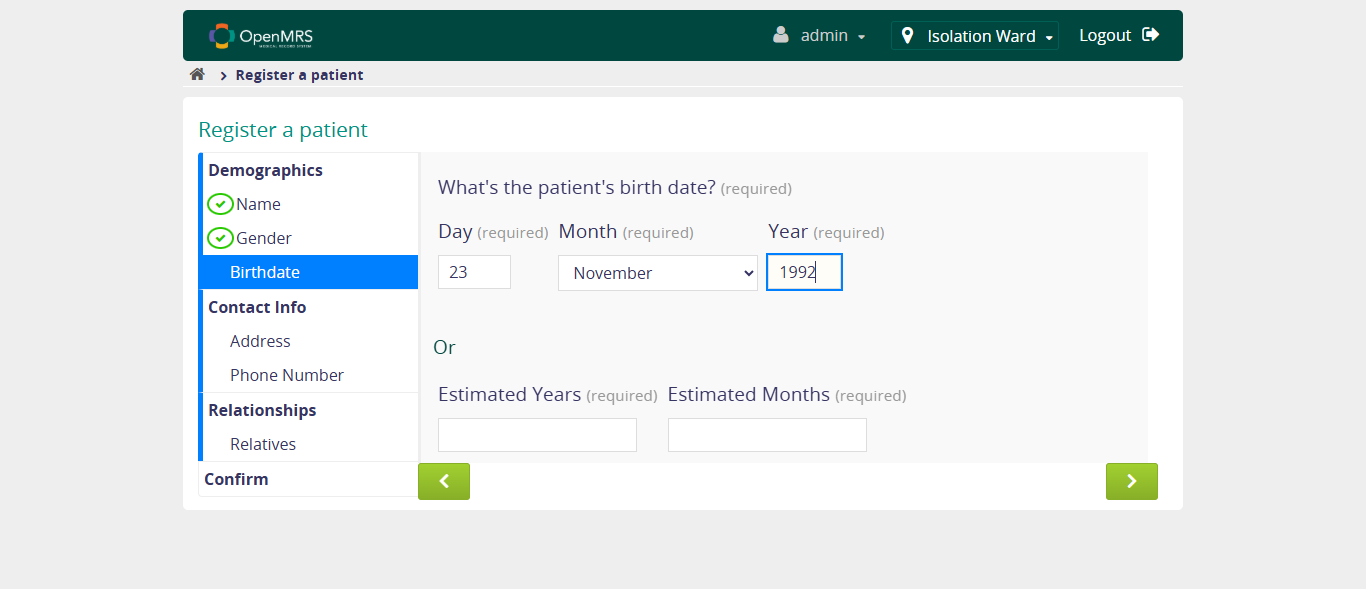 OpenMRS
MEDICAL RECORD SYSTEM
admin
Isolation Ward
Logout
Register a patient
Register a patient
Demographics
Name
Gender
Birthdate
Contact Info
Address
Phone Number
Relationships
Relatives
Confirm
What's the patient's birth date? (required)
Day (required) Month (required) Year (required)
23 November 1992
Or
Estimated Years (required) Estimated Months (required)